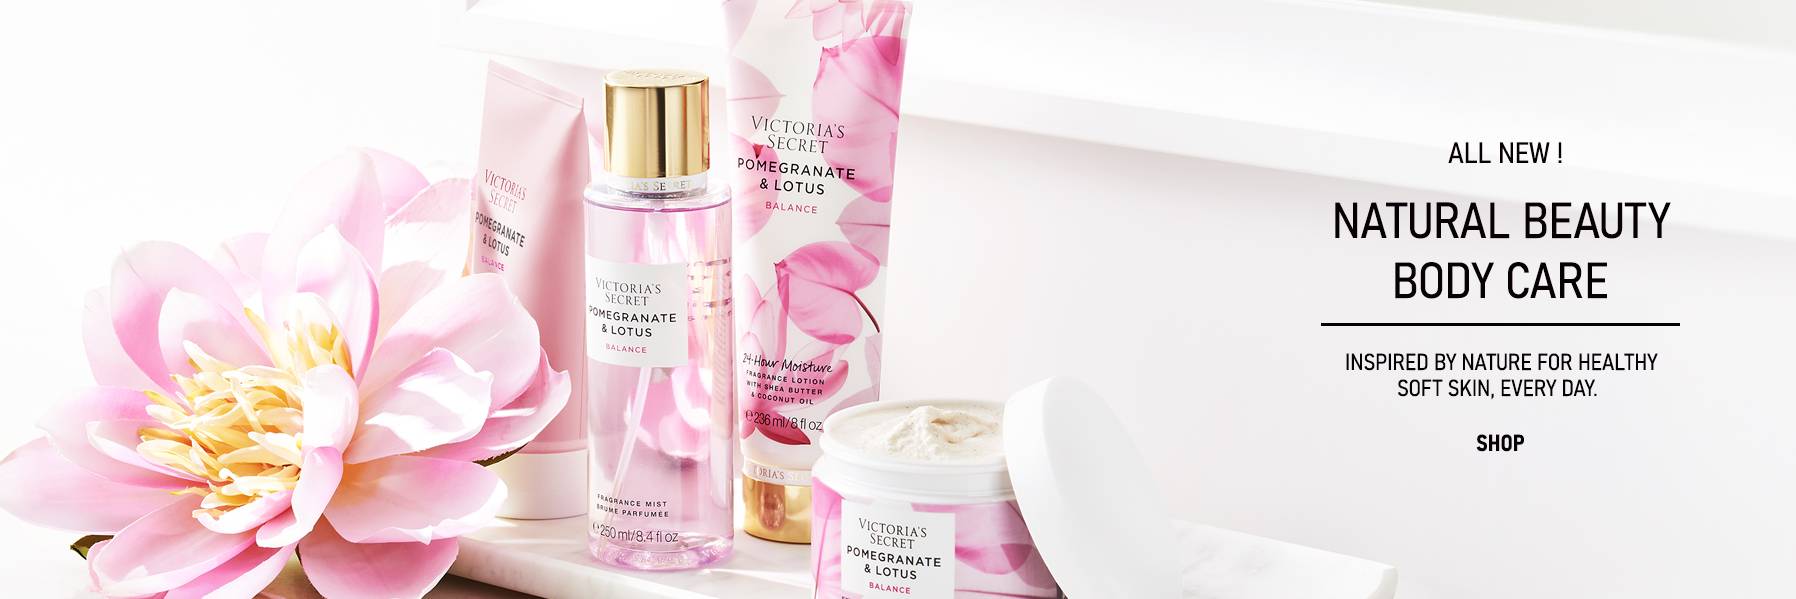 VICTORIA'S
SECRET
POMEGRANATE
& LOTUS
BALANCE
VICTORIA'S
SECRET
POMEGRANATE
& LOTUS
BALANCE
FRAGRANCE MIST
BRUME PARFUMÉE
℮ 250 ml/8.4 fl oz
VICTORIA'S
SECRET
POMEGRANATE
& LOTUS
BALANCE
24-Hour Moisture
FRAGRANCE LOTION
WITH SHEA BUTTER
& COCONUT OIL
℮ 236 ml/8 fl oz
VICTORIA'S
SECRET
POMEGRANATE
& LOTUS
BALANCE
ALL NEW !
NATURAL BEAUTY
BODY CARE
INSPIRED BY NATURE FOR HEALTHY
SOFT SKIN, EVERY DAY.
SHOP